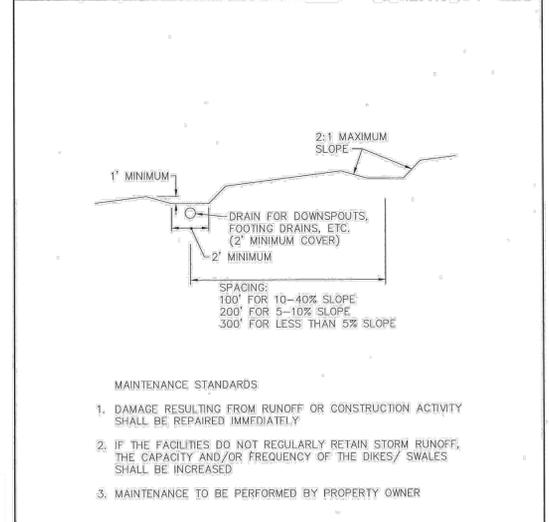 2:1 MAXIMUM
SLOPE
1' MINIMUM
DRAIN FOR DOWNSPOUTS,
FOOTING DRAINS, ETC.
(2' MINIMUM COVER)
2' MINIMUM
SPACING:
100' FOR 10-40% SLOPE
200' FOR 5-10% SLOPE
300' FOR LESS THAN 5% SLOPE
MAINTENANCE STANDARDS
1. DAMAGE RESULTING FROM RUNOFF OR CONSTRUCTION ACTIVITY
SHALL BE REPAIRED IMMEDIATELY
2. IF THE FACILITIES DO NOT REGULARLY RETAIN STORM RUNOFF,
THE CAPACITY AND/OR FREQUENCY OF THE DIKES/ SWALES
SHALL BE INCREASED
3. MAINTENANCE TO BE PERFORMED BY PROPERTY OWNER